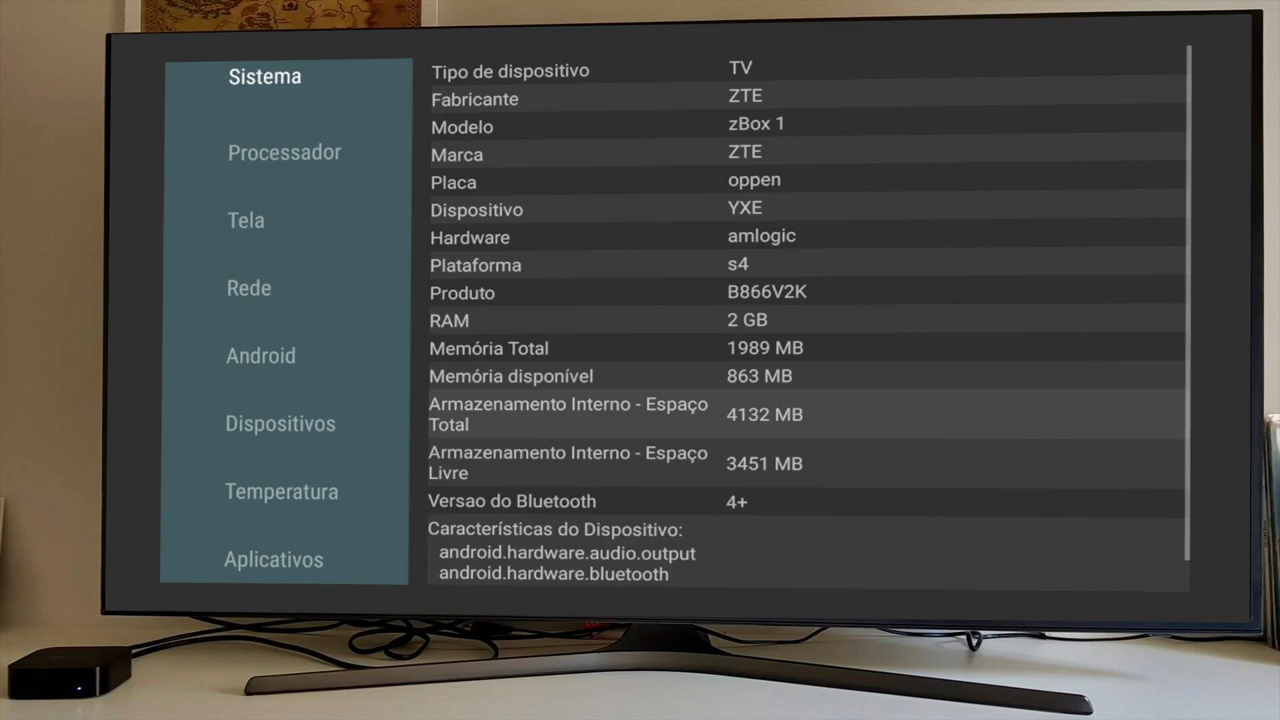 Sistema
Processador
Tela
Rede
Android
Dispositivos
Temperatura
Aplicativos
Tipo de dispositivo TV
Fabricante ZTE
Modelo zBox 1
Marca ZTE
Placa oppen
Dispositivo YXE
Hardware amlogic
Plataforma s4
Produto B866V2K
RAM 2 GB
Memória Total 1989 MB
Memória disponível 863 MB
Armazenamento Interno - Espaço
Total 4132 MB
Armazenamento Interno - Espaço
Livre 3451 MB
Versao do Bluetooth 4+
Características do Dispositivo:
android.hardware.audio.output
android.hardware.bluetooth